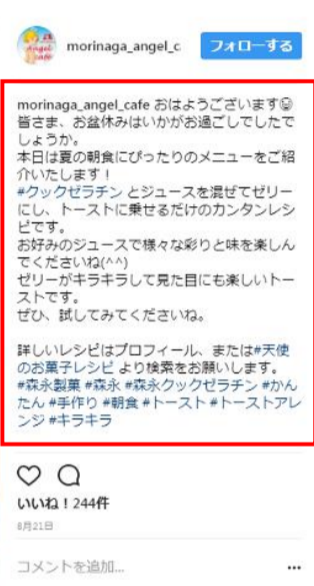 morinaga_angel_c
フォローする
morinaga_angel_cafe おはようございます😃
皆さま、お盆休みはいかがお過ごしでしたで
しょうか。
本日は夏の朝食にぴったりのメニューをご紹
介いたします！
#クックゼラチン とジュースを混ぜてゼリー
にし、トーストに乗せるだけのカンタンレシ
ピです。
お好みのジュースで様々な彩りと味を楽しん
でくださいね(^^)
ゼリーがキラキラして見た目にも楽しいトー
ストです。
ぜひ、試してみてくださいね。
詳しいレシピはプロフィール、または#天使
のお菓子レシピ より検索をお願いします。
#森永製菓 #森永 #森永クックゼラチン #かん
たん #手作り #朝食 #トースト #トーストアレ
ンジ #キラキラ
いいね！244件
8月21日
コメントを追加...